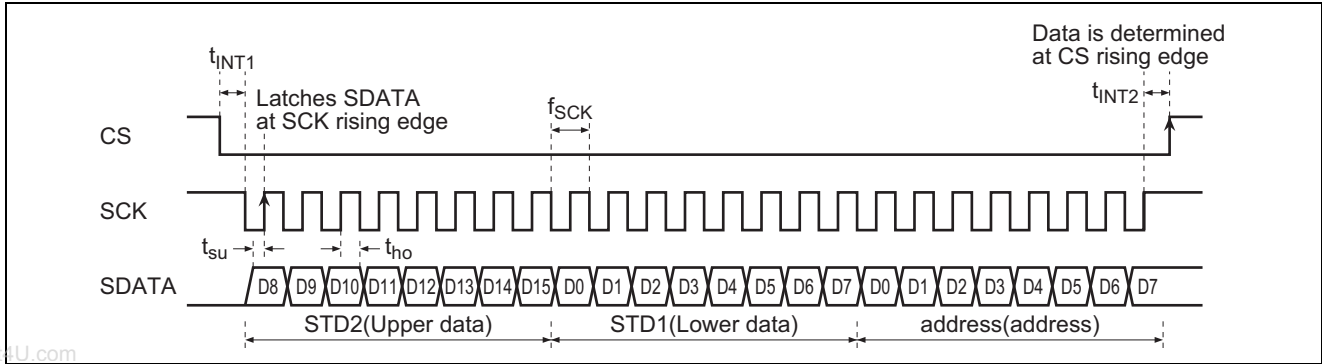 Data is determined
at CS rising edge
tINT1
Latches SDATA
at SCK rising edge
fSCK
tINT2
CS
SCK
tsu
tho
SDATA
D8 D9 D10 D11 D12 D13 D14 D15 D0 D1 D2 D3 D4 D5 D6 D7 D0 D1 D2 D3 D4 D5 D6 D7
STD2(Upper data) STD1(Lower data) address(address)
4U.com